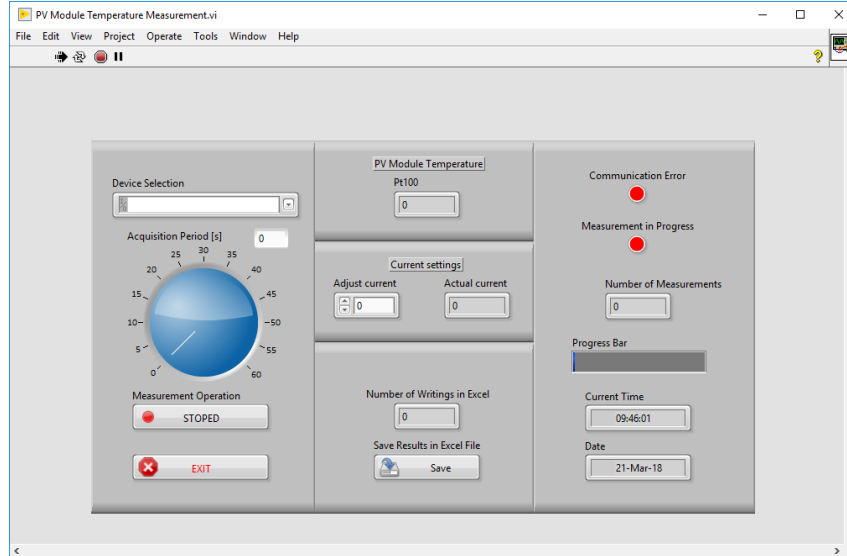 PV Module Temperature Measurement.vi
File Edit View Project Operate Tools Window Help
Device Selection
Acquisition Period [s]
0
0
5
10
15
20
25
30
35
40
45
50
55
60
Measurement Operation
STOPED
EXIT
PV Module Temperature
Pt100
0
Current settings
Adjust current
Actual current
0
0
Number of Writings in Excel
0
Save Results in Excel File
Save
Communication Error
Measurement in Progress
Number of Measurements
0
Progress Bar
Current Time
09:46:01
Date
21-Mar-18